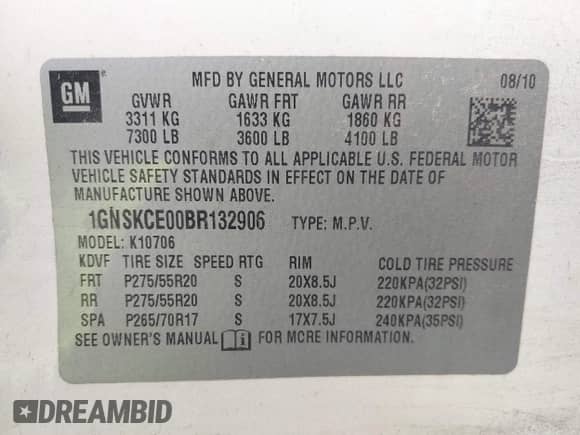 GM
MFD BY GENERAL MOTORS LLC 08/10
GVWR GAWR FRT GAWR RR
3311 KG 1633 KG 1860 KG
7300 LB 3600 LB 4100 LB
THIS VEHICLE CONFORMS TO ALL APPLICABLE U.S. FEDERAL MOTOR
VEHICLE SAFETY STANDARDS IN EFFECT ON THE DATE OF
MANUFACTURE SHOWN ABOVE.
1GNSKCE00BR132906 TYPE: M.P.V.
MODEL: K10706
KDVF TIRE SIZE SPEED RTG RIM COLD TIRE PRESSURE
FRT P275/55R20 S 20X8.5J 220KPA(32PSI)
RR P275/55R20 S 20X8.5J 220KPA(32PSI)
SPA P265/70R17 S 17X7.5J 240KPA(35PSI)
SEE OWNER'S MANUAL FOR MORE INFORMATION.
DREAMBID